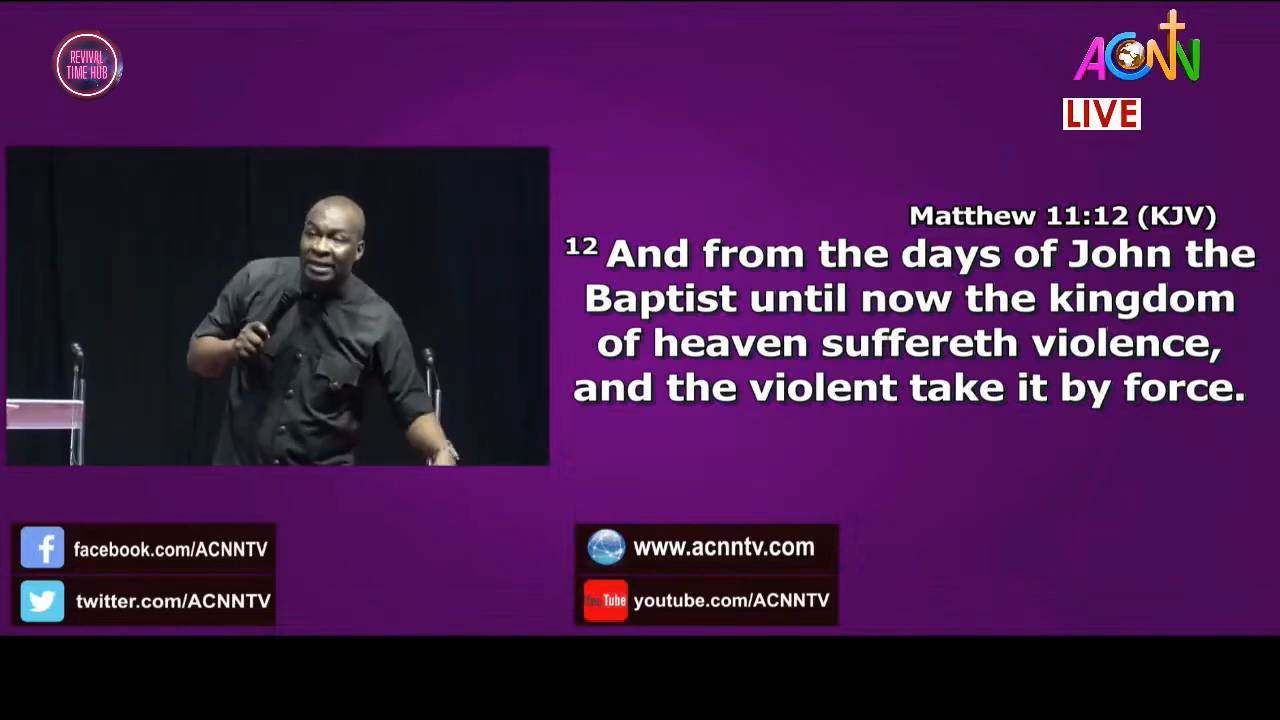 REVIVAL
TIME HUB
ACNN
LIVE
Matthew 11:12 (KJV)
12 And from the days of John the
Baptist until now the kingdom
of heaven suffereth violence,
and the violent take it by force.
facebook.com/ACNNTV
www.acnntv.com
twitter.com/ACNNTV
YouTube
youtube.com/ACNNTV